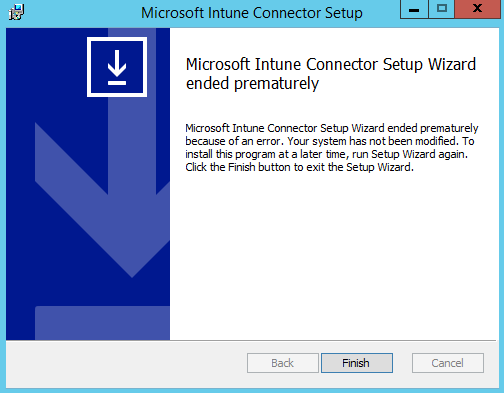 Microsoft Intune Connector Setup
Microsoft Intune Connector Setup Wizard
ended prematurely
Microsoft Intune Connector Setup Wizard ended prematurely
because of an error. Your system has not been modified. To
install this program at a later time, run Setup Wizard again.
Click the Finish button to exit the Setup Wizard.
Back
Finish
Cancel